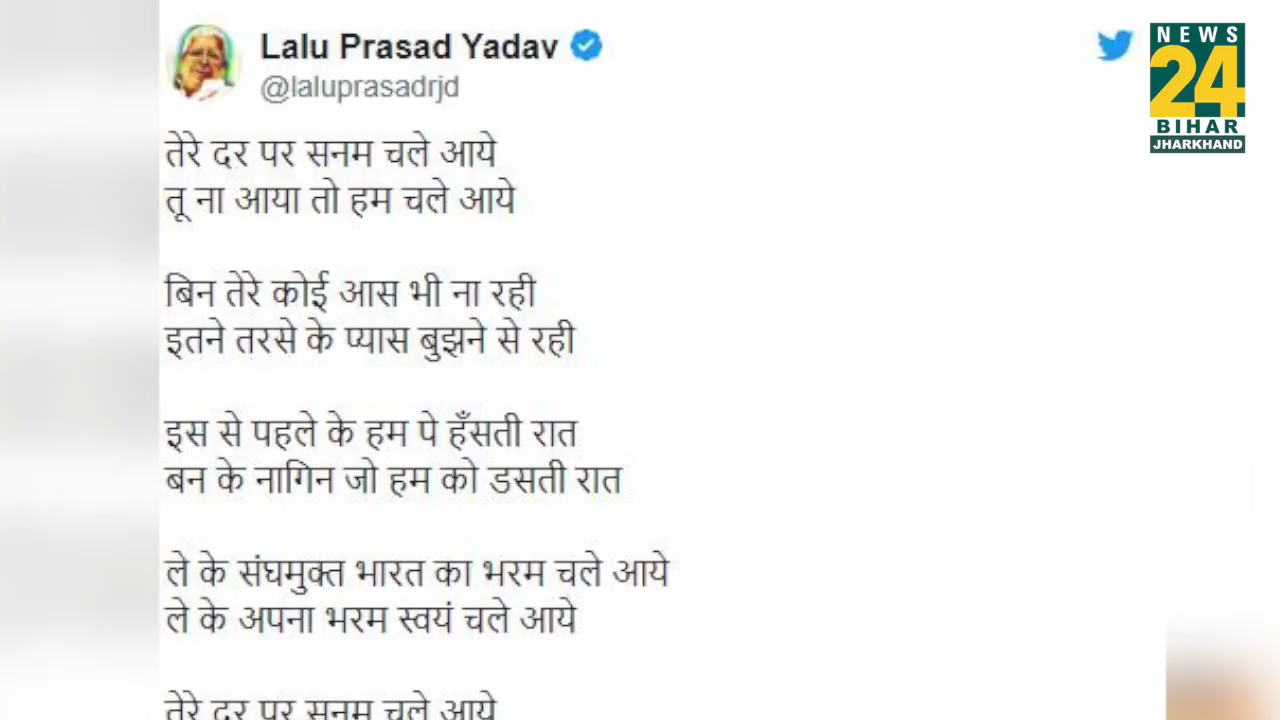 Lalu Prasad Yadav
@laluprasadrjd
NEWS
24
BIHAR
JHARKHAND
तेरे दर पर सनम चले आये
तू ना आया तो हम चले आये
बिन तेरे कोई आस भी ना रही
इतने तरसे के प्यास बुझने से रही
इस से पहले के हम पे हँसती रात
बन के नागिन जो हम को डसती रात
ले के संघमुक्त भारत का भरम चले आये
ले के अपना भरम स्वयं चले आये
तेरे दर पर सनम चले आये